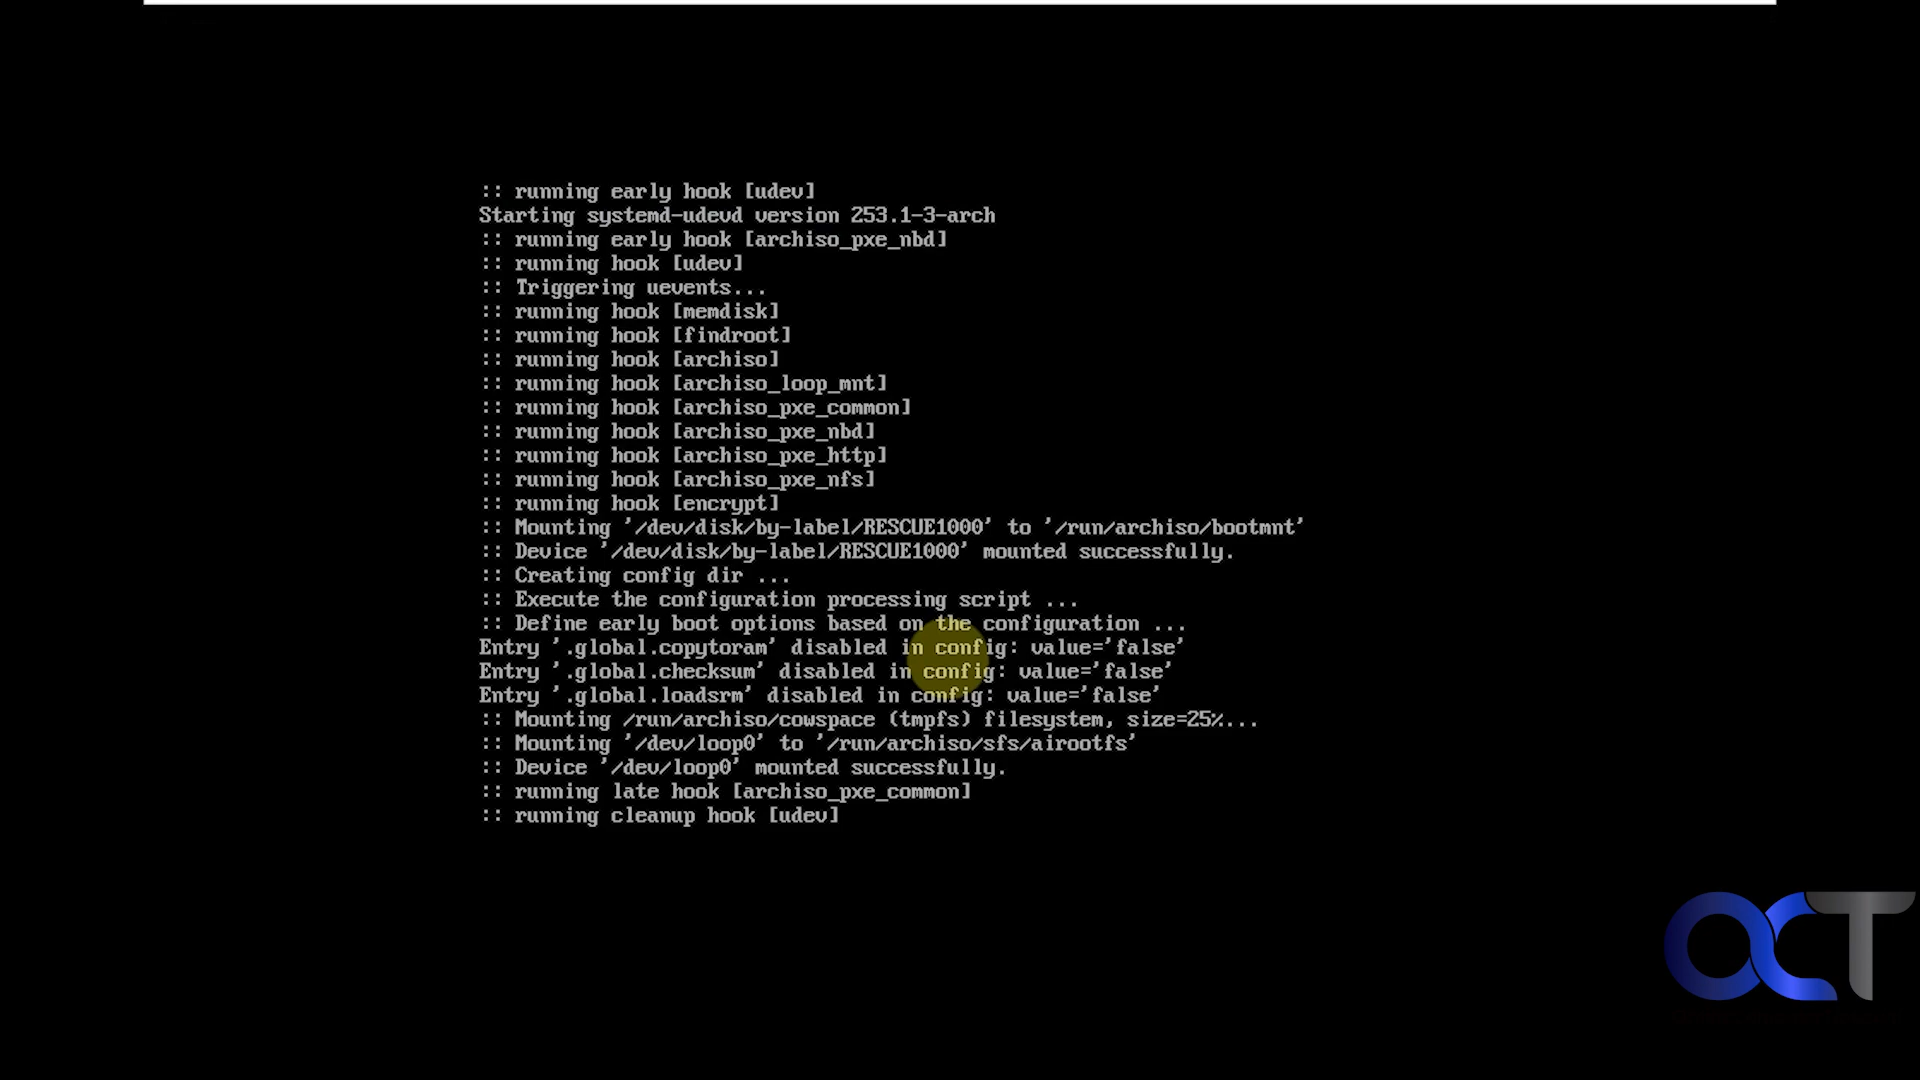 :: running early hook [udev]
Starting systemd-udevd version 253.1-3-arch
:: running early hook [archiso_pxe_nbd]
:: running hook [udev]
:: Triggering uevents...
:: running hook [memdisk]
:: running hook [findroot]
:: running hook [archiso]
:: running hook [archiso_loop_mnt]
:: running hook [archiso_pxe_common]
:: running hook [archiso_pxe_nbd]
:: running hook [archiso_pxe_http]
:: running hook [archiso_pxe_nfs]
:: running hook [encrypt]
:: Mounting '/dev/disk/by-label/RESCUE1000' to '/run/archiso/bootmnt'
:: Device '/dev/disk/by-label/RESCUE1000' mounted successfully.
:: Creating config dir ...
:: Execute the configuration processing script ...
:: Define early boot options based on the configuration ...
Entry '.global.copytoram' disabled in config: value='false'
Entry '.global.checksum' disabled in config: value='false'
Entry '.global.loadsrm' disabled in config: value='false'
:: Mounting /run/archiso/cowspace (tmpfs) filesystem, size=25%...
:: Mounting '/dev/loop0' to '/run/archiso/sfs/airootfs'
:: Device '/dev/loop0' mounted successfully.
:: running late hook [archiso_pxe_common]
:: running cleanup hook [udev]
OCT